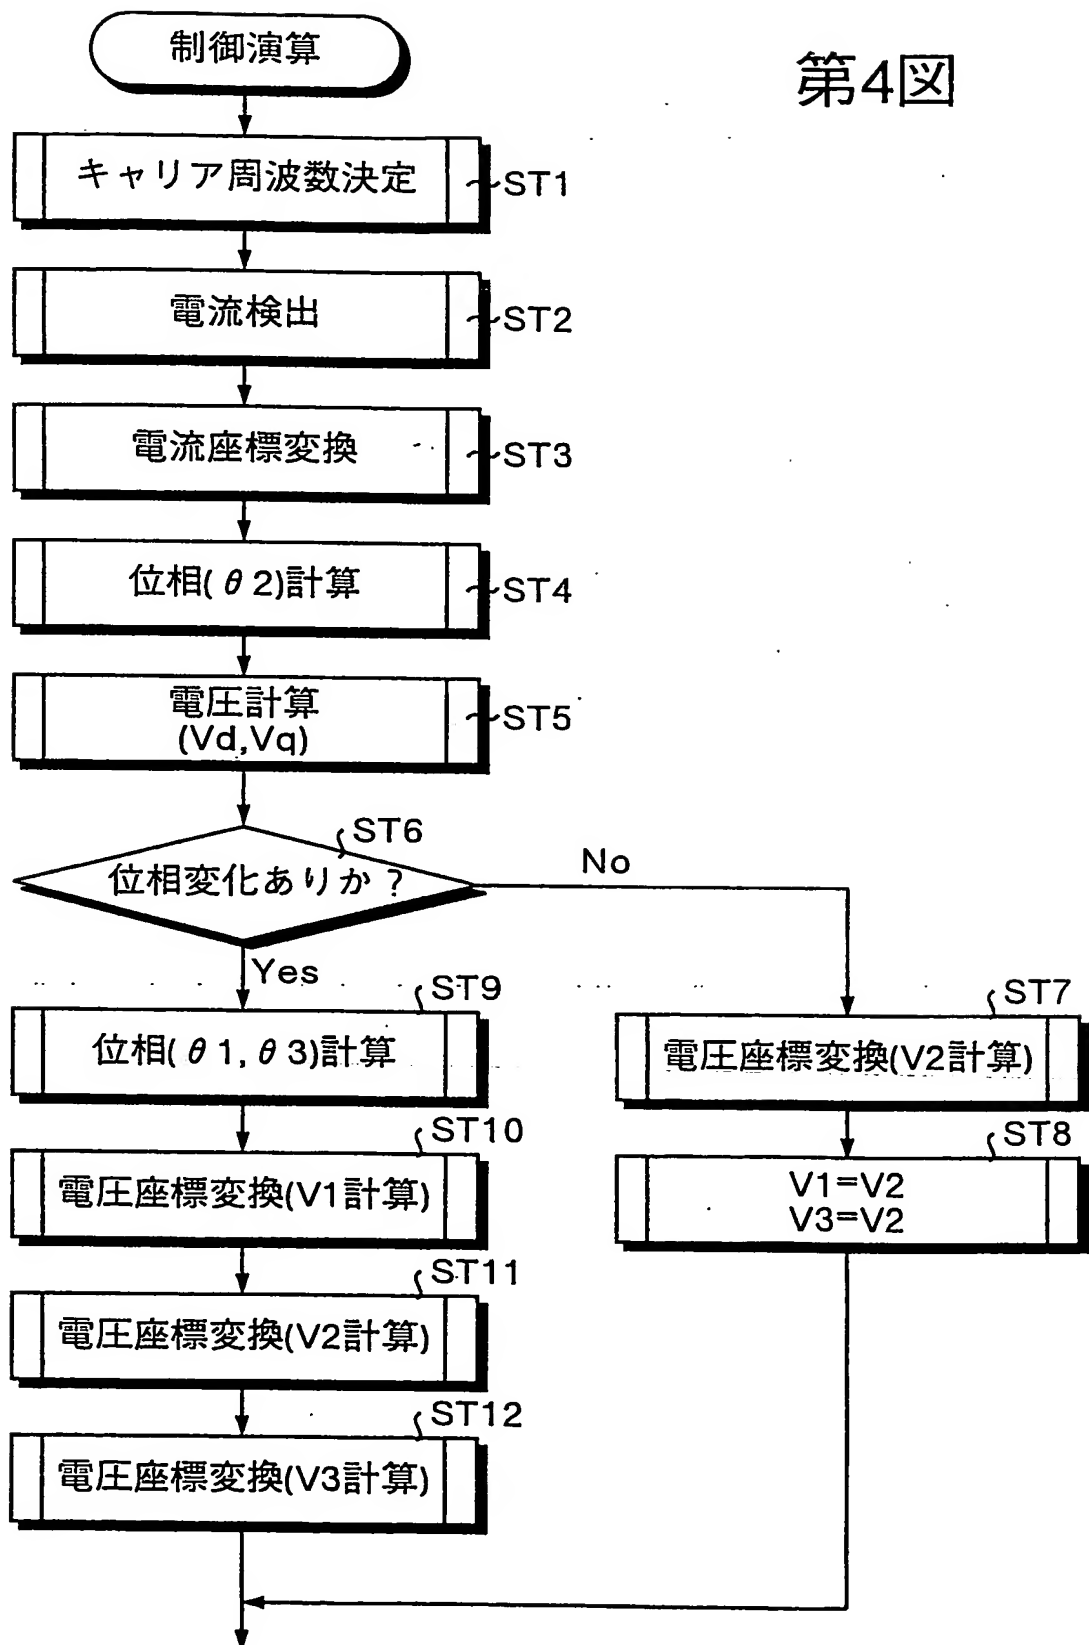 制御演算
第4図
キャリア周波数決定
ST1
電流検出
ST2
電流座標変換
ST3
位相(θ2)計算
ST4
電圧計算
(Vd,Vq)
ST5
ST6
位相変化ありか?
No
Yes
ST9
位相(θ1,θ3)計算
ST10
電圧座標変換(V1計算)
ST11
電圧座標変換(V2計算)
ST12
電圧座標変換(V3計算)
ST7
電圧座標変換(V2計算)
ST8
V1=V2
V3=V2